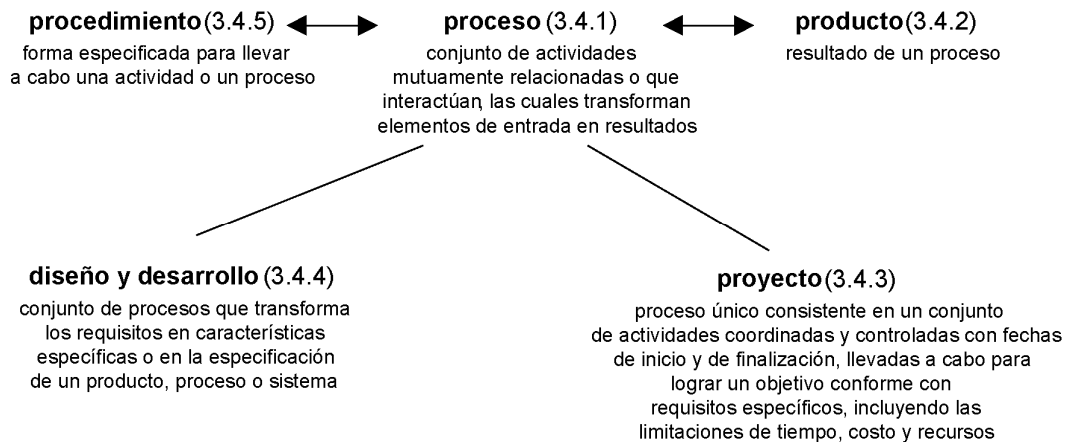 procedimiento (3.4.5)
forma especificada para llevar
a cabo una actividad o un proceso
proceso (3.4.1)
conjunto de actividades
mutuamente relacionadas o que
interactúan, las cuales transforman
elementos de entrada en resultados
producto (3.4.2)
resultado de un proceso
diseño y desarrollo (3.4.4)
conjunto de procesos que transforma
los requisitos en características
específicas o en la especificación
de un producto, proceso o sistema
proyecto (3.4.3)
proceso único consistente en un conjunto
de actividades coordinadas y controladas con fechas
de inicio y de finalización, llevadas a cabo para
lograr un objetivo conforme con
requisitos específicos, incluyendo las
limitaciones de tiempo, costo y recursos